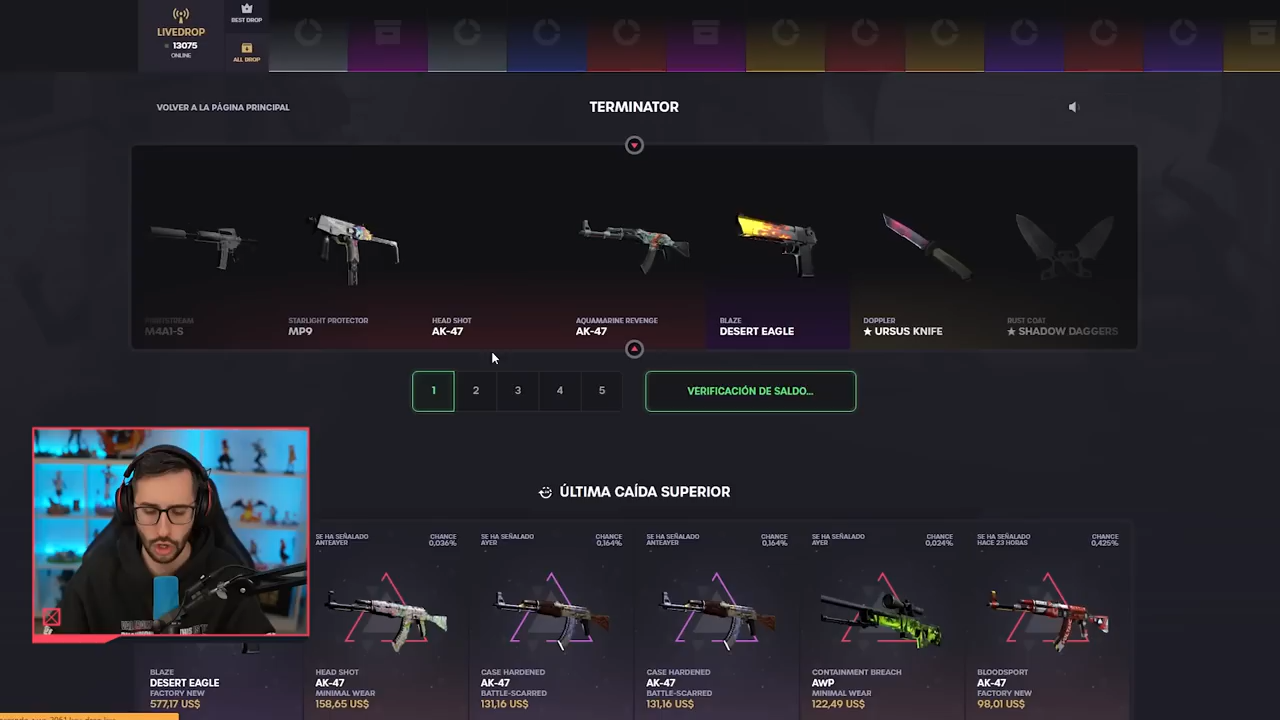 LIVEDROP
13075
ONLINE
BEST DROP
ALL DROP
VOLVER A LA PÁGINA PRINCIPAL
TERMINATOR
M4A1-S
STARLIGHT PROTECTOR
MP9
HEAD SHOT
AK-47
AQUAMARINE REVENGE
AK-47
BLAZE
DESERT EAGLE
DOPPLER
★ URSUS KNIFE
RUST COAT
★ SHADOW DAGGERS
1 2 3 4 5
VERIFICACIÓN DE SALDO...
ÚLTIMA CAÍDA SUPERIOR
BLAZE
DESERT EAGLE
FACTORY NEW
577,17 US$
SE HA SEÑALADO
ANTEAYER
CHANCE
0,036%
HEAD SHOT
AK-47
MINIMAL WEAR
158,65 US$
SE HA SEÑALADO
AYER
CHANCE
0,164%
CASE HARDENED
AK-47
BATTLE-SCARRED
131,16 US$
SE HA SEÑALADO
ANTEAYER
CHANCE
0,164%
CASE HARDENED
AK-47
BATTLE-SCARRED
131,16 US$
SE HA SEÑALADO
AYER
CHANCE
0,024%
CONTAINMENT BREACH
AWP
MINIMAL WEAR
122,49 US$
SE HA SEÑALADO
HACE 23 HORAS
CHANCE
0,425%
BLOODSPORT
AK-47
FACTORY NEW
98,01 US$